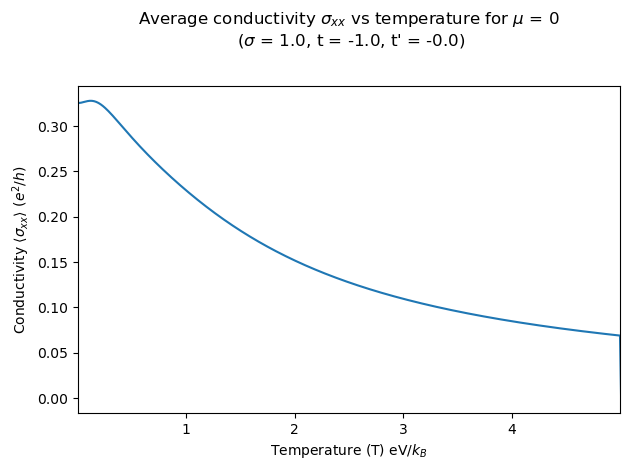 Average conductivity σxx vs temperature for μ = 0
(σ = 1.0, t = -1.0, t' = -0.0)
Conductivity ⟨σxx⟩ (e²/h)
0.30
0.25
0.20
0.15
0.10
0.05
0.00
1
2
3
4
Temperature (T) eV/kB